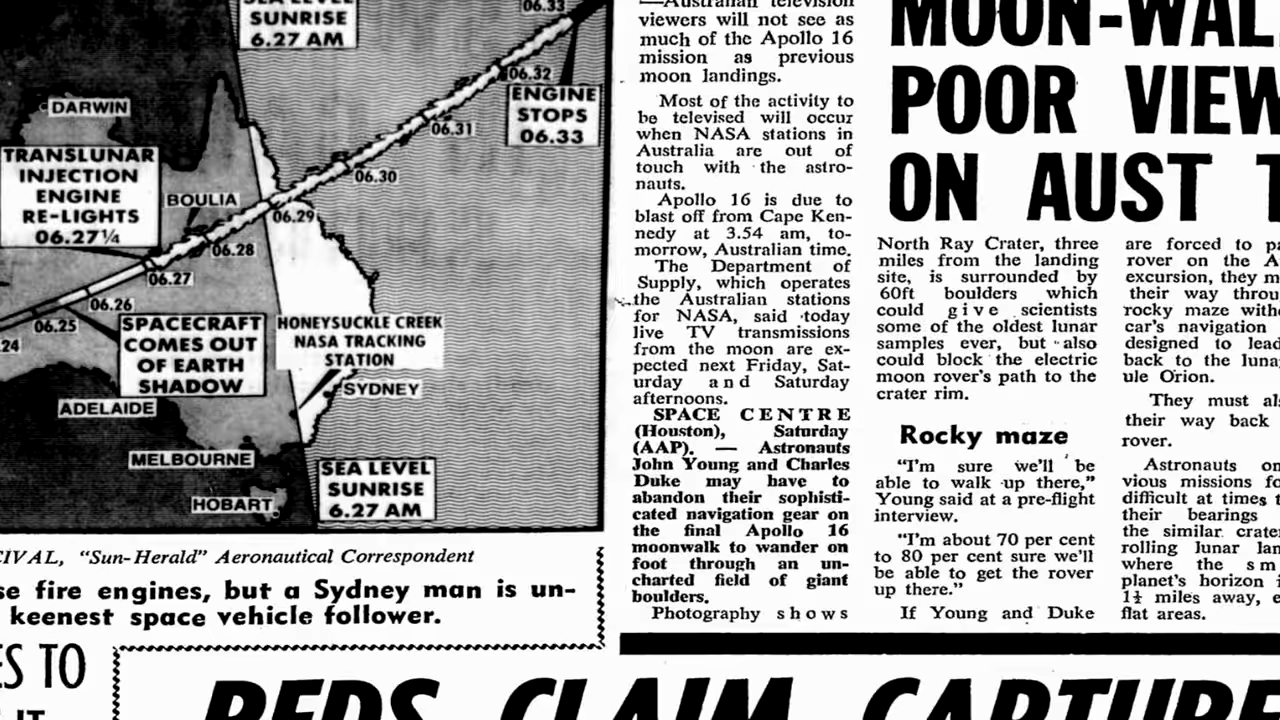 SEA LEVEL
SUNRISE
6.27 AM
06.33
06.32
ENGINE
STOPS
06.33
DARWIN
06.31
TRANSLUNAR
INJECTION
ENGINE
RE-LIGHTS
06.27¼
BOULIA
06.30
06.29
06.28
06.27
06.26
06.25
24
SPACECRAFT
COMES OUT
OF EARTH
SHADOW
HONEYSUCKLE CREEK
NASA TRACKING
STATION
SYDNEY
ADELAIDE
MELBOURNE
HOBART
SEA LEVEL
SUNRISE
6.27 AM
IVAL, "Sun-Herald" Aeronautical Correspondent
se fire engines, but a Sydney man is un-
keenest space vehicle follower.
ES TO
IT
—Australian television
viewers will not see as
much of the Apollo 16
mission as previous
moon landings.
Most of the activity to
be televised will occur
when NASA stations in
Australia are out of
touch with the astro-
nauts.
Apollo 16 is due to
blast off from Cape Ken-
nedy at 3.54 am, to-
morrow, Australian time.
The Department of
Supply, which operates
the Australian stations
for NASA, said today
live TV transmissions
from the moon are ex-
pected next Friday, Sat-
urday and Saturday
afternoons.
SPACE CENTRE
(Houston), Saturday
(AAP). — Astronauts
John Young and Charles
Duke may have to
abandon their sophisti-
cated navigation gear on
the final Apollo 16
moonwalk to wander on
foot through an un-
charted field of giant
boulders.
Photography shows
MOON-WAL
POOR VIEW
ON AUST T
North Ray Crater, three
miles from the landing
site, is surrounded by
60ft boulders which
could give scientists
some of the oldest lunar
samples ever, but also
could block the electric
moon rover's path to the
crater rim.
Rocky maze
"I'm sure we'll be
able to walk up there,"
Young said at a pre-flight
interview.
"I'm about 70 per cent
to 80 per cent sure we'll
be able to get the rover
up there."
If Young and Duke
are forced to p
rover on the A
excursion, they m
their way throu
rocky maze with
car's navigation
designed to lead
back to the luna
ule Orion.
They must al
their way back
rover.
Astronauts on
vious missions fo
difficult at times
their bearings
the similar crate
rolling lunar lan
where the sm
planet's horizon i
1½ miles away, e
flat areas.
REDS CLAIM CAPTURE